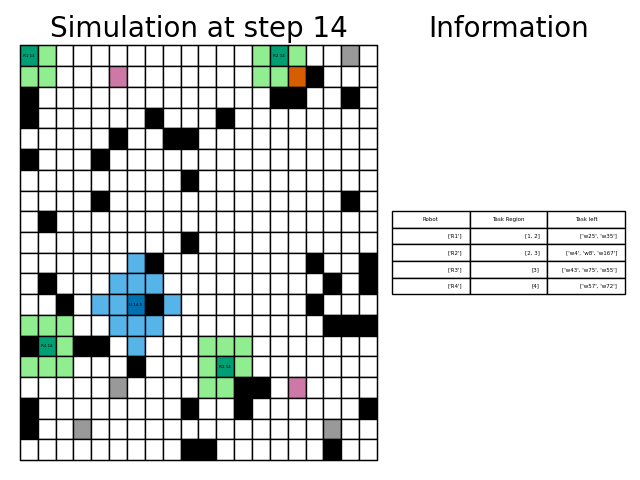 Simulation at step 14
Information
Robot Task Region Task left
['R1'] [1, 2] ['w25', 'w35']
['R2'] [2, 3] ['w4', 'w8', 'w167']
['R3'] [3] ['w43', 'w75', 'w55']
['R4'] [4] ['w57', 'w72']